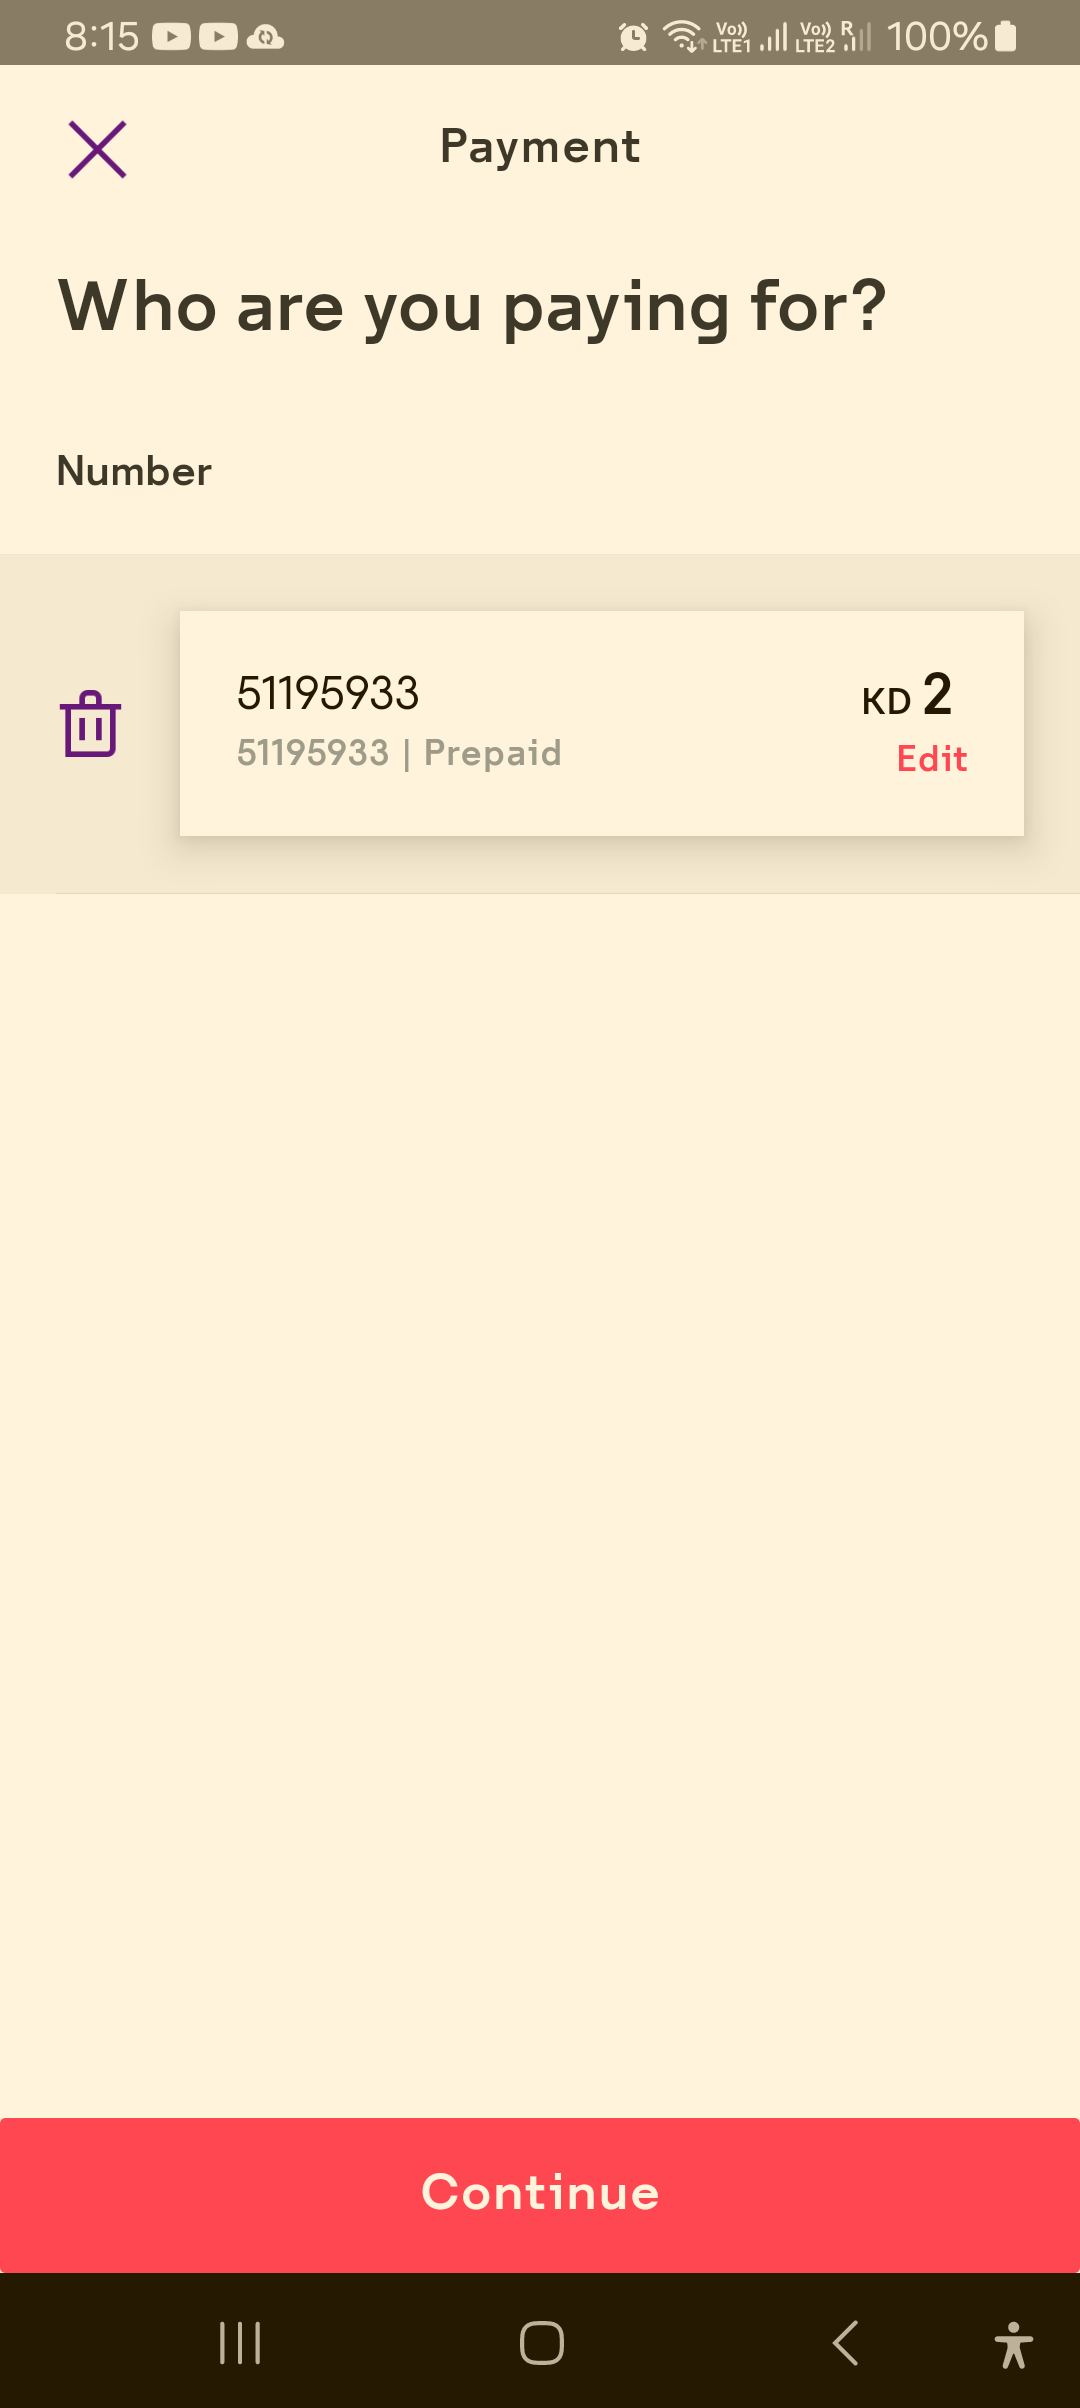 8:15 Vo)) LTE1 Vo)) LTE2 R 100%
Payment
Who are you paying for?
Number
51195933
KD 2
51195933 | Prepaid
Edit
Continue